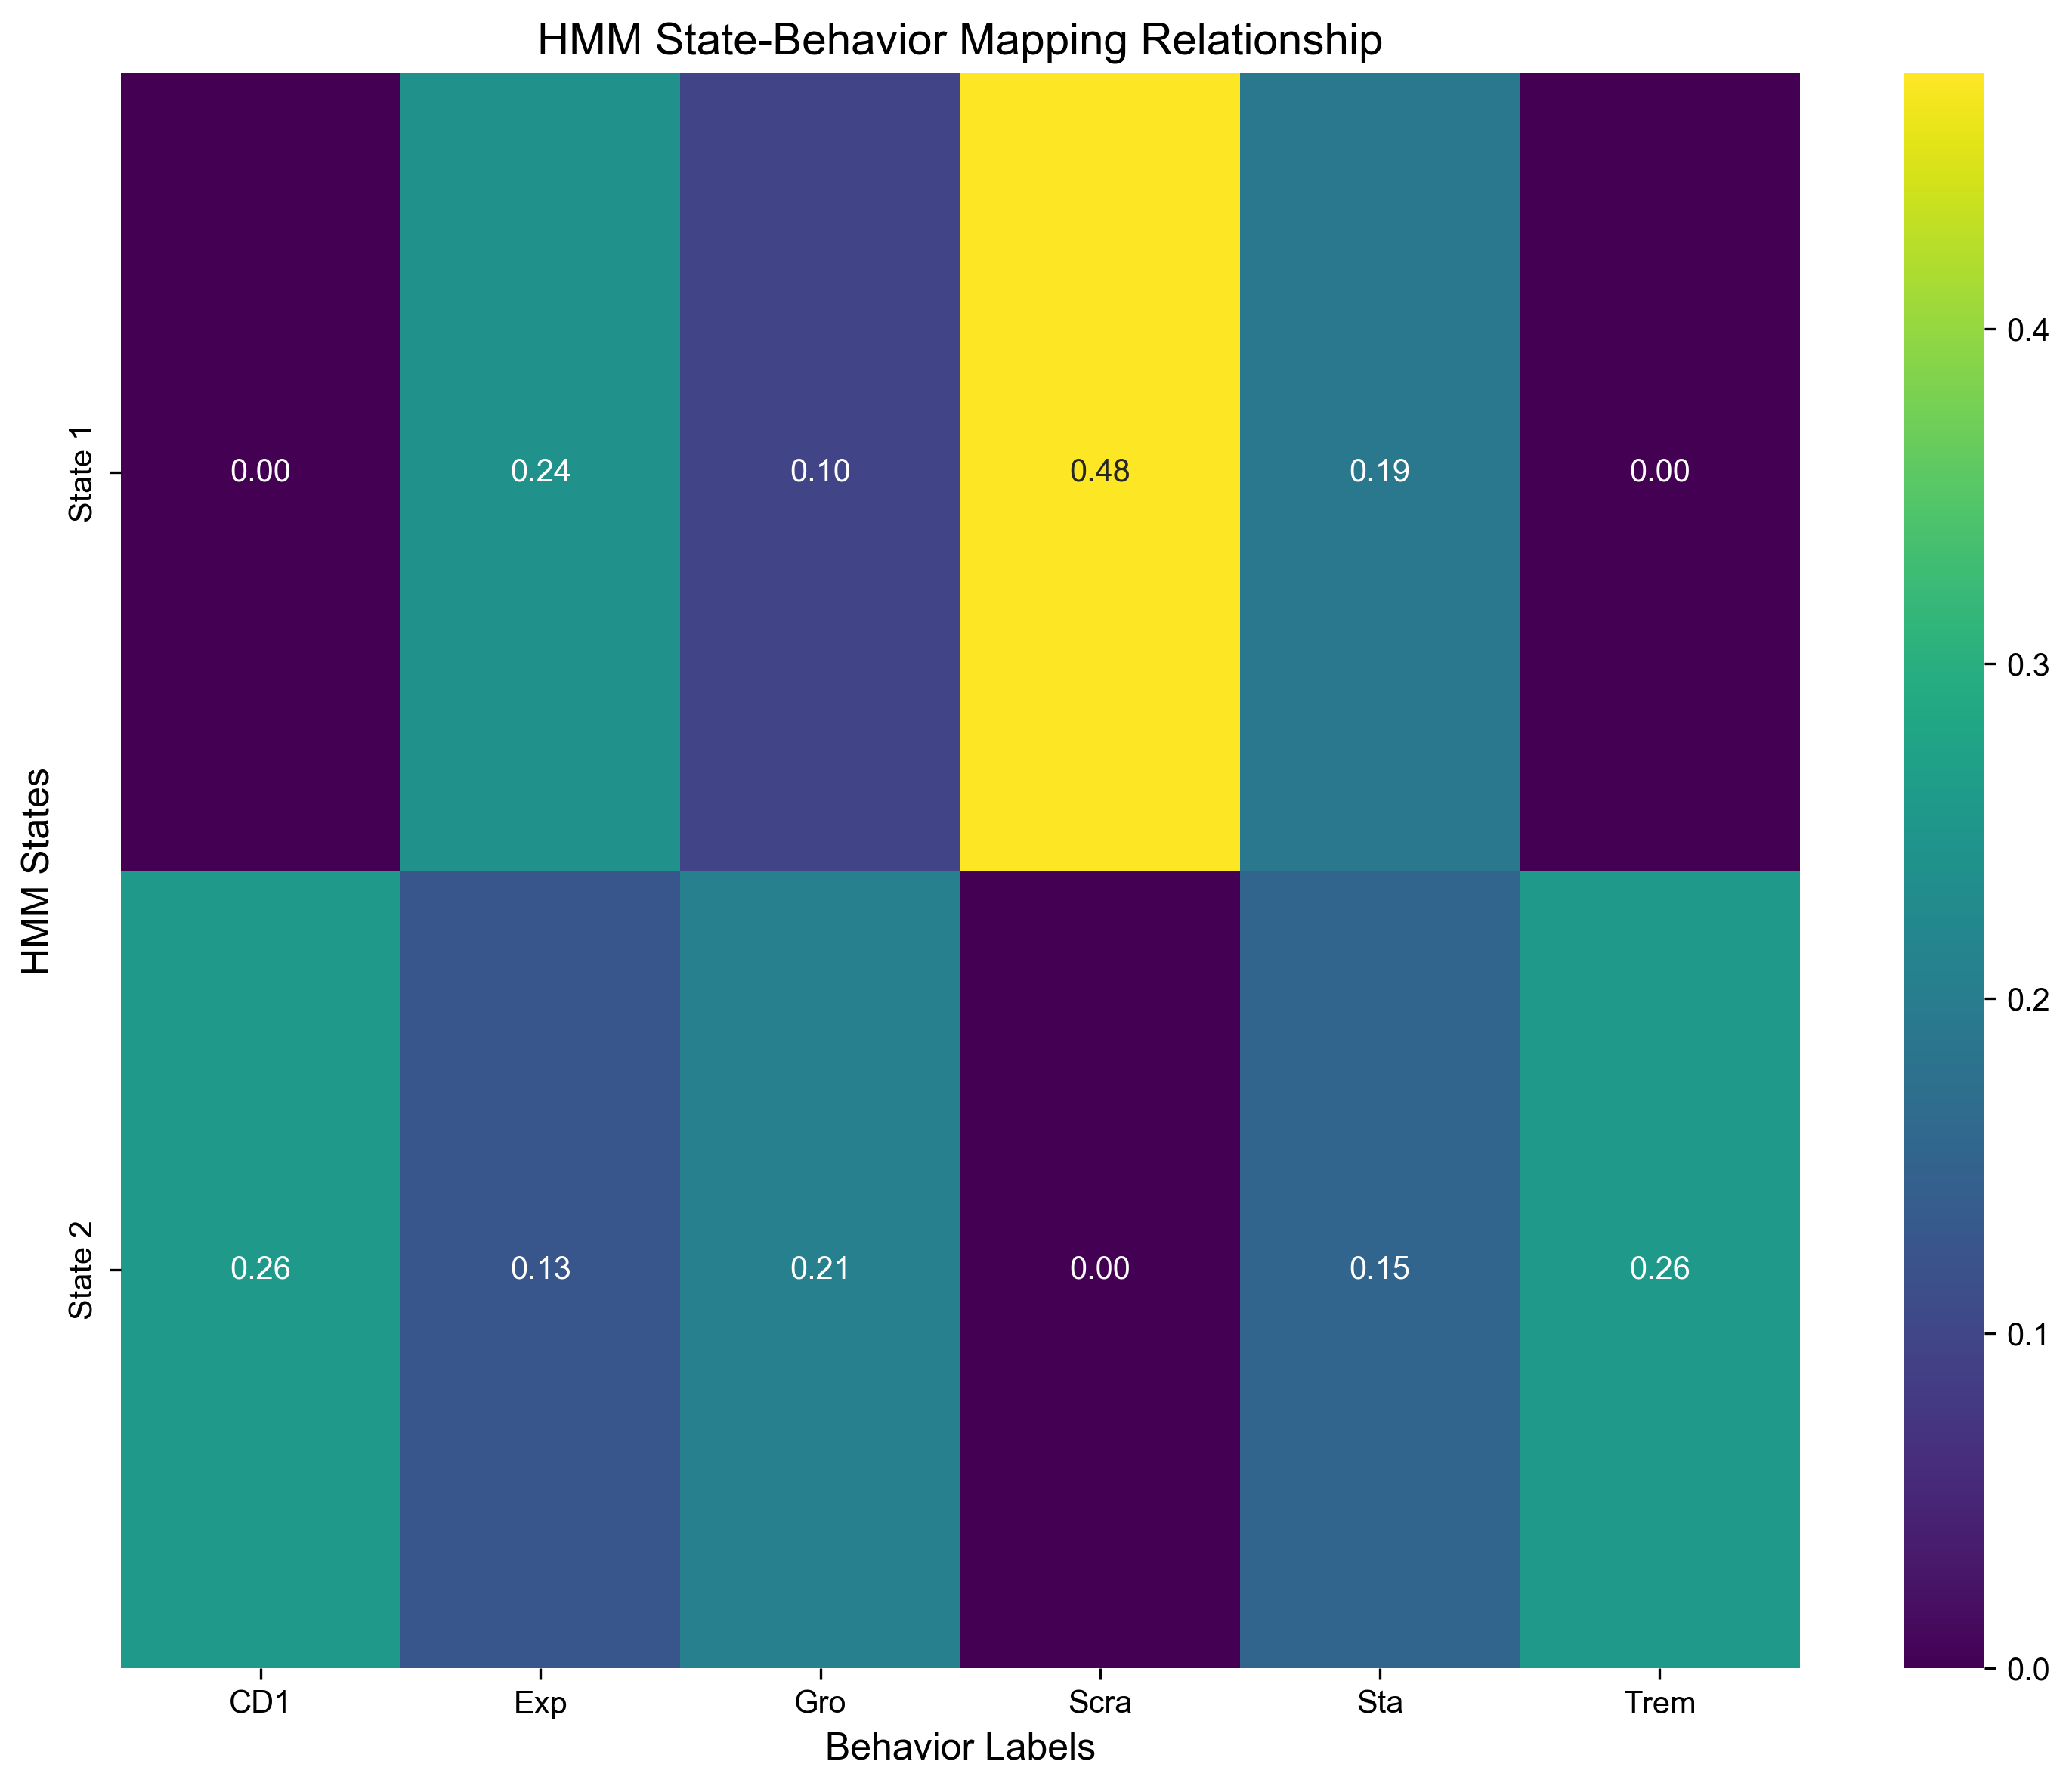 HMM State-Behavior Mapping Relationship
HMM States
State 1
0.00 0.24 0.10 0.48 0.19 0.00
State 2
0.26 0.13 0.21 0.00 0.15 0.26
CD1 Exp Gro Scra Sta Trem
Behavior Labels
0.4
0.3
0.2
0.1
0.0